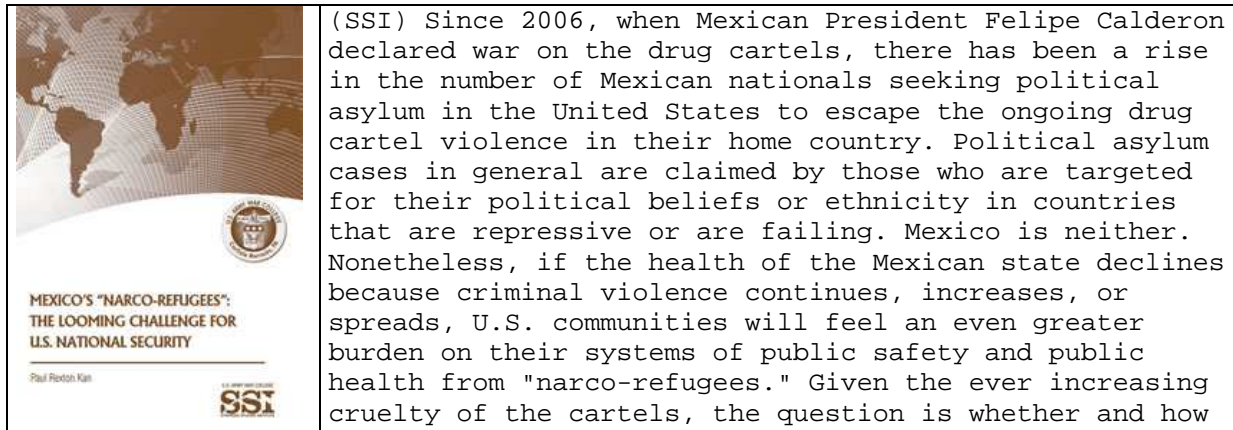 MEXICO'S "NARCO-REFUGEES":
THE LOOMING CHALLENGE FOR
U.S. NATIONAL SECURITY
Paul Rexton Kan
U.S. ARMY WAR COLLEGE
SSI
(SSI) Since 2006, when Mexican President Felipe Calderon
declared war on the drug cartels, there has been a rise
in the number of Mexican nationals seeking political
asylum in the United States to escape the ongoing drug
cartel violence in their home country. Political asylum
cases in general are claimed by those who are targeted
for their political beliefs or ethnicity in countries
that are repressive or are failing. Mexico is neither.
Nonetheless, if the health of the Mexican state declines
because criminal violence continues, increases, or
spreads, U.S. communities will feel an even greater
burden on their systems of public safety and public
health from "narco-refugees." Given the ever increasing
cruelty of the cartels, the question is whether and how